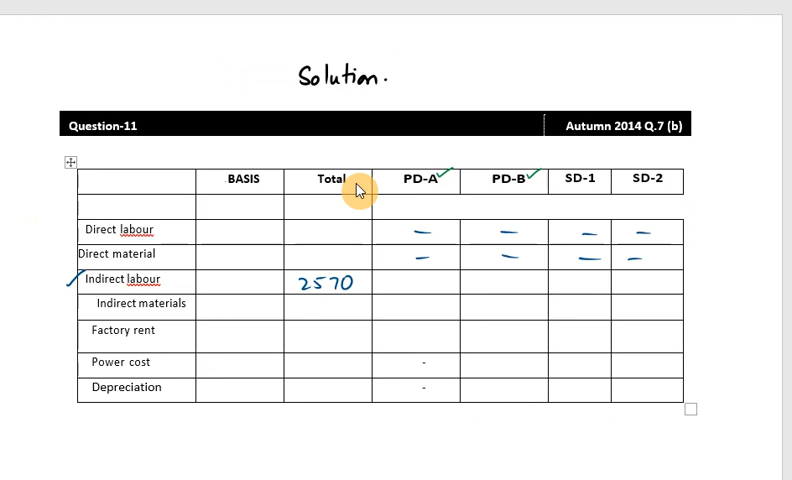 Solution.
Question-11 Autumn 2014 Q.7 (b)
BASIS Total PD-A PD-B SD-1 SD-2
Direct labour — — — —
Direct material — — — —
Indirect labour 2570
Indirect materials
Factory rent
Power cost -
Depreciation -